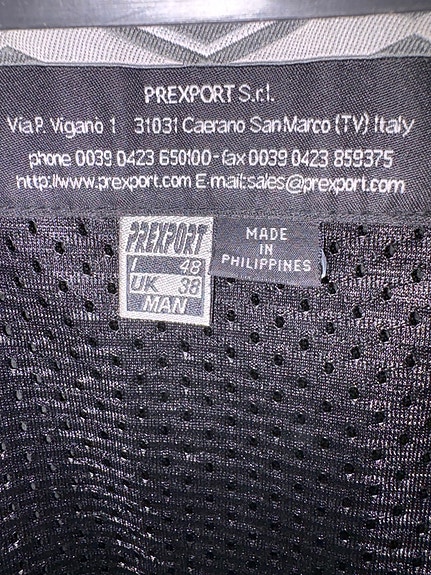 PREXPORT S.r.l.
Via P. Viganò 1 31031 Caerano San Marco (TV) Italy
phone 0039 0423 650100 - fax 0039 0423 859375
http://www.prexport.com E-mail:sales@prexport.com
PREXPORT
I 48
UK 38
MAN
MADE
IN
PHILIPPINES